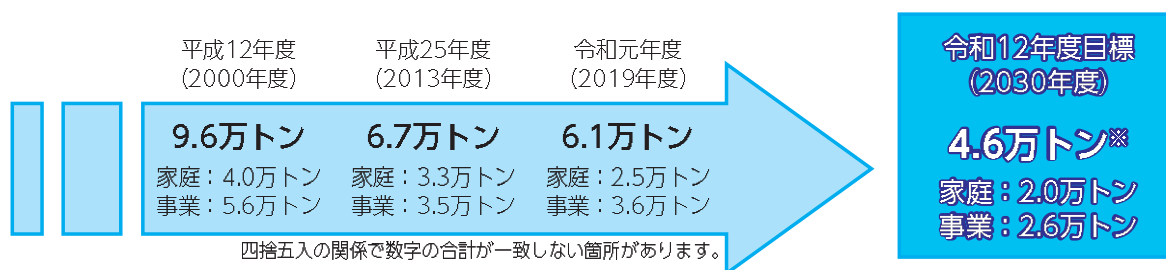 平成12年度
(2000年度)
9.6万トン
家庭：4.0万トン
事業：5.6万トン
平成25年度
(2013年度)
6.7万トン
家庭：3.3万トン
事業：3.5万トン
令和元年度
(2019年度)
6.1万トン
家庭：2.5万トン
事業：3.6万トン
四捨五入の関係で数字の合計が一致しない箇所があります。
令和12年度目標
(2030年度)
4.6万トン※
家庭：2.0万トン
事業：2.6万トン